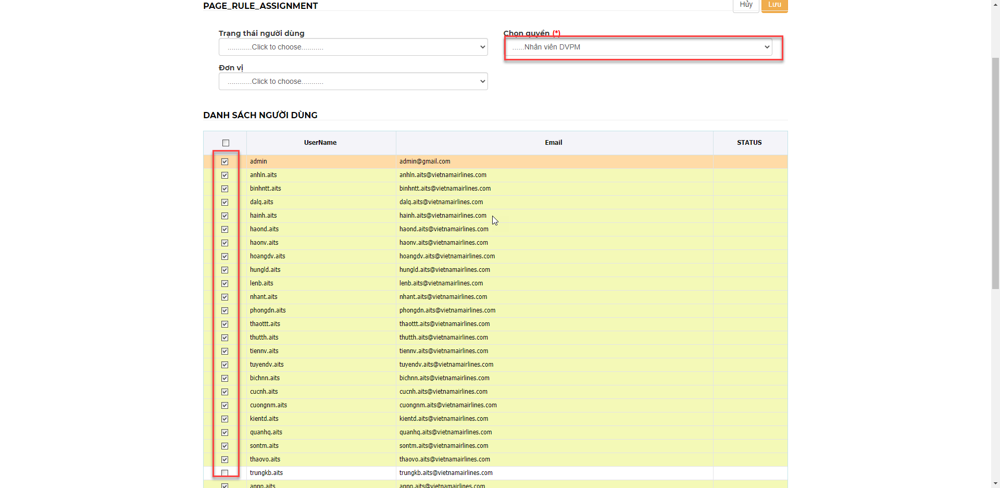 PAGE_RULE_ASSIGNMENT
Hủy
Lưu
Trạng thái người dùng
............Click to choose...........
Chọn quyền (*)
......Nhân viên DVPM
Đơn vị
............Click to choose...........
DANH SÁCH NGƯỜI DÙNG
UserName Email STATUS
admin admin@gmail.com
anhln.aits anhln.aits@vietnamairlines.com
binhntt.aits binhntt.aits@vietnamairlines.com
dalq.aits dalq.aits@vietnamairlines.com
hainh.aits hainh.aits@vietnamairlines.com
haond.aits haond.aits@vietnamairlines.com
haonv.aits haonv.aits@vietnamairlines.com
hoangdv.aits hoangdv.aits@vietnamairlines.com
hungld.aits hungld.aits@vietnamairlines.com
lenb.aits lenb.aits@vietnamairlines.com
nhant.aits nhant.aits@vietnamairlines.com
phongdn.aits phongdn.aits@vietnamairlines.com
thaottt.aits thaottt.aits@vietnamairlines.com
thutth.aits thutth.aits@vietnamairlines.com
tiennv.aits tiennv.aits@vietnamairlines.com
tuyendv.aits tuyendv.aits@vietnamairlines.com
bichnn.aits bichnn.aits@vietnamairlines.com
cucnh.aits cucnh.aits@vietnamairlines.com
cuongnm.aits cuongnm.aits@vietnamairlines.com
kientd.aits kientd.aits@vietnamairlines.com
quanhq.aits quanhq.aits@vietnamairlines.com
sontm.aits sontm.aits@vietnamairlines.com
thaovo.aits thaovo.aits@vietnamairlines.com
trungkb.aits trungkb.aits@vietnamairlines.com